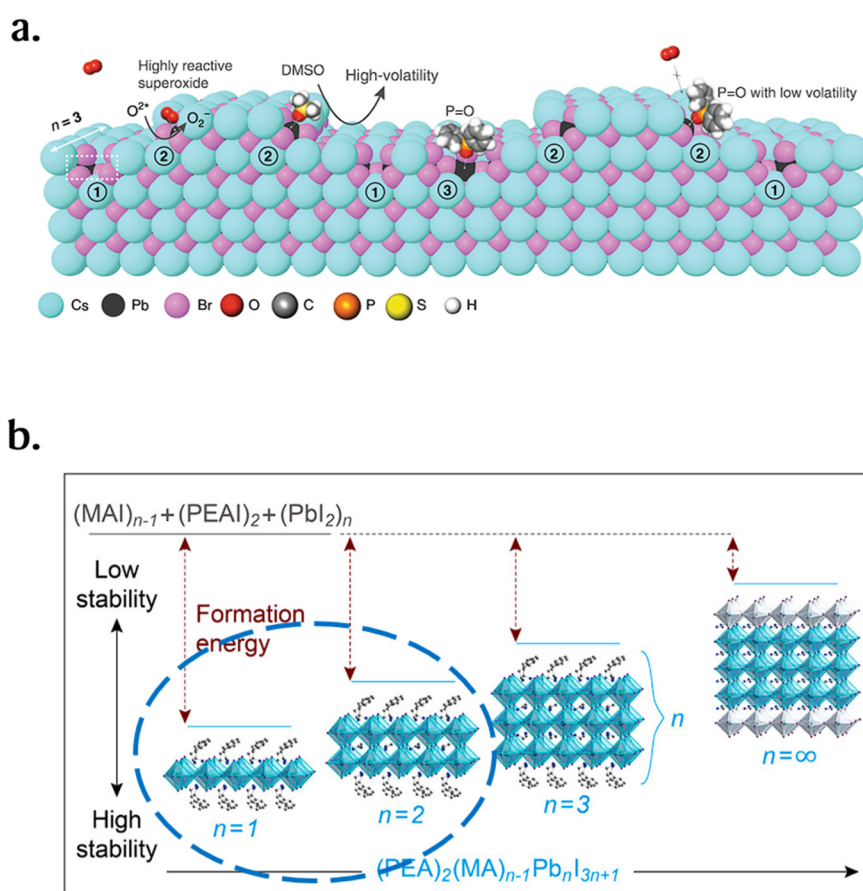 a.
Highly reactive
superoxide
DMSO
High-volatility
O²* O₂⁻
n = 3
P=O
P=O with low volatility
② ② ② ②
① ① ③ ①
Cs Pb Br O C P S H
b.
(MAI)ₙ₋₁+(PEAI)₂+(PbI₂)ₙ
Low
stability
Formation
energy
n
n=∞
n=3
n=2
n=1
High
stability
(PEA)₂(MA)ₙ₋₁PbₙI₃ₙ₊₁